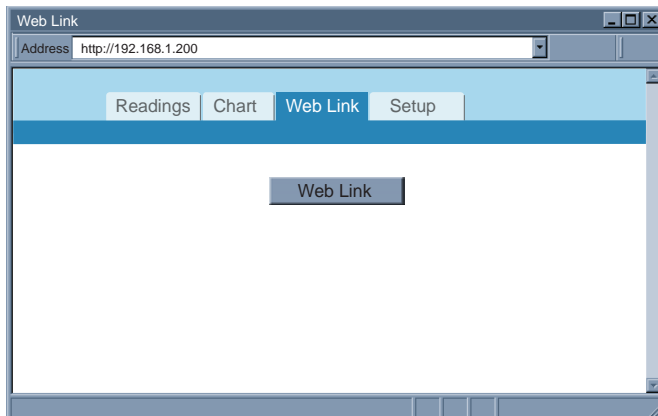 Web Link
Address http://192.168.1.200
Readings Chart Web Link Setup
Web Link